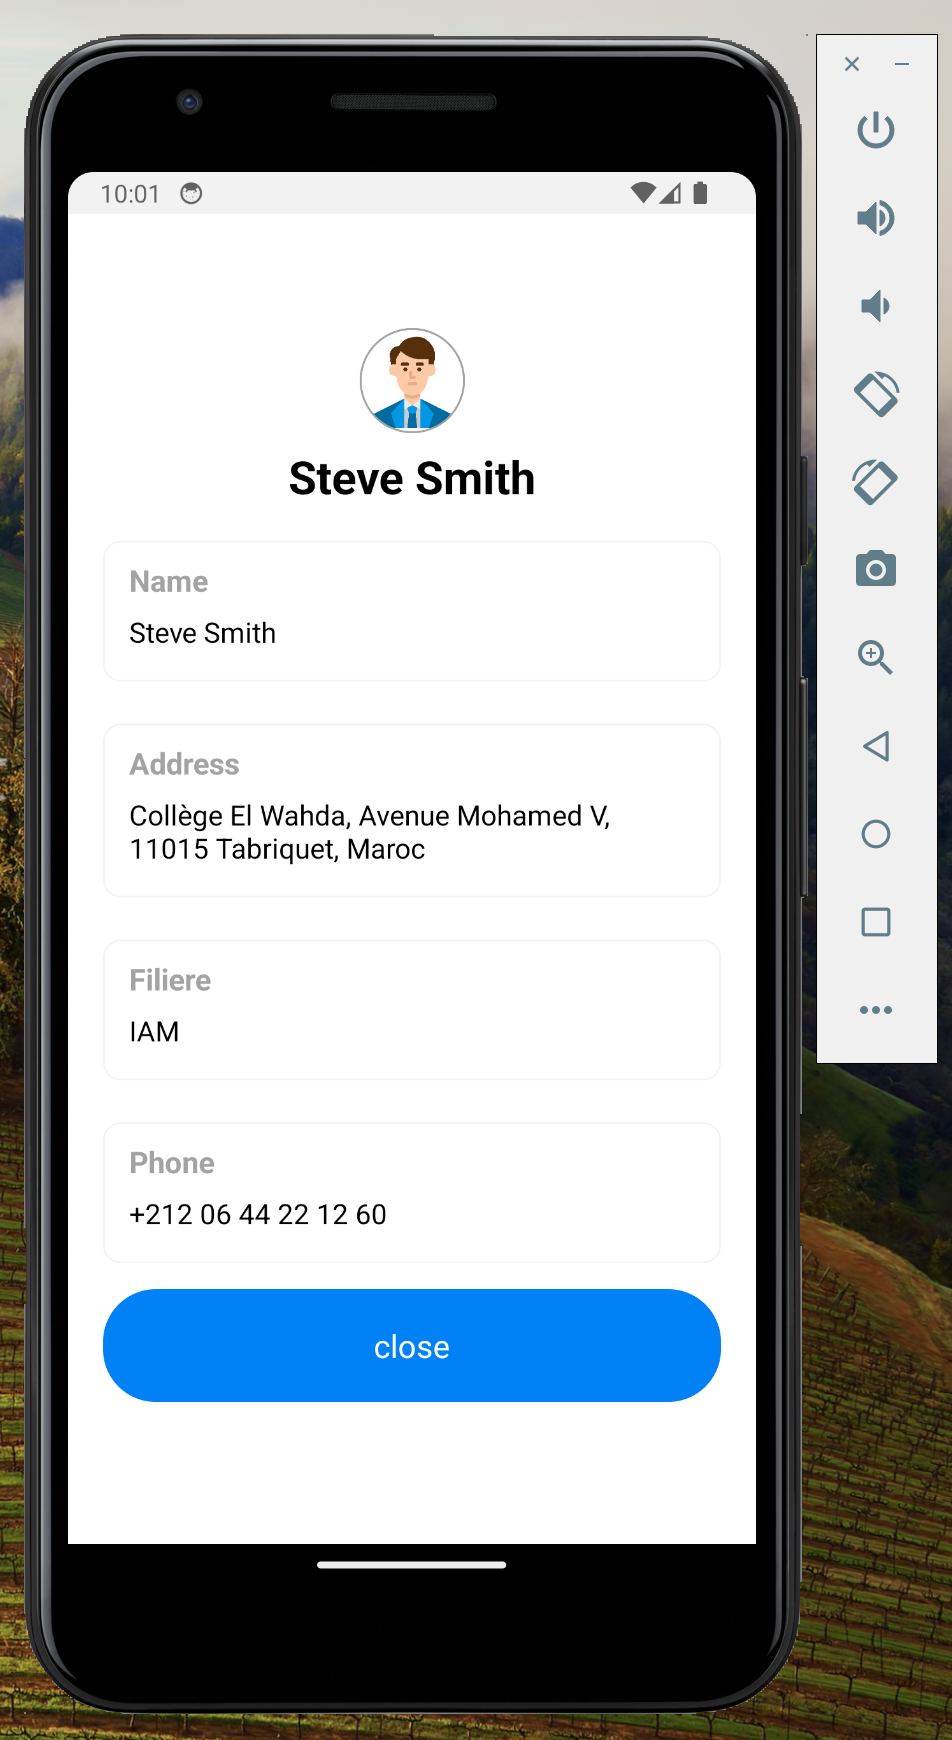 10:01
Steve Smith
Name
Steve Smith
Address
Collège El Wahda, Avenue Mohamed V,
11015 Tabriquet, Maroc
Filiere
IAM
Phone
+212 06 44 22 12 60
close